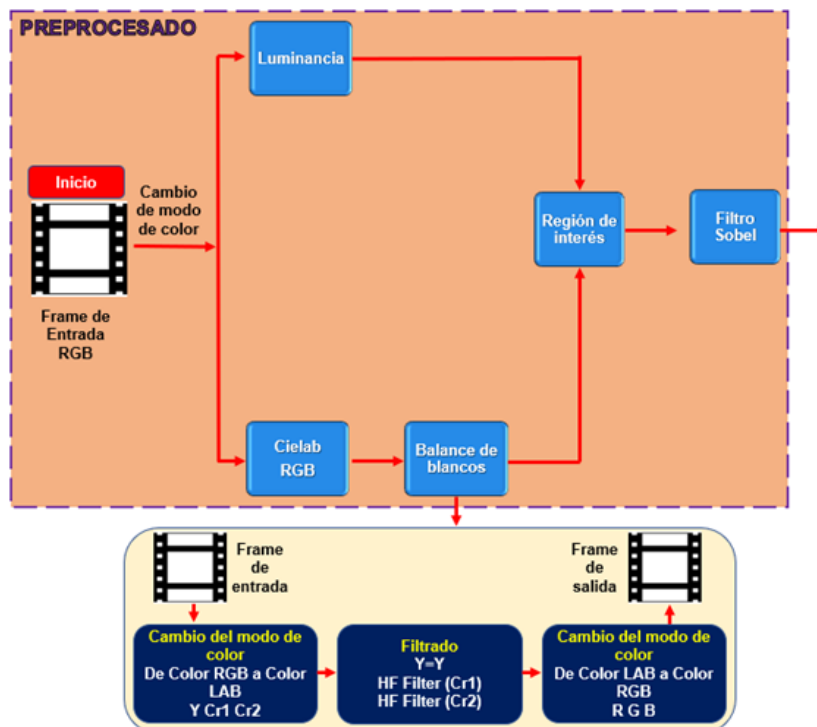 PREPROCESADO
Luminancia
Inicio
Cambio
de modo
de color
Frame de
Entrada
RGB
Región de
interés
Filtro
Sobel
Cielab
RGB
Balance de
blancos
Frame
de
entrada
Frame
de
salida
Cambio del modo de
color
De Color RGB a Color
LAB
Y Cr1 Cr2
Filtrado
Y=Y
HF Filter (Cr1)
HF Filter (Cr2)
Cambio del modo de
color
De Color LAB a Color
RGB
R G B